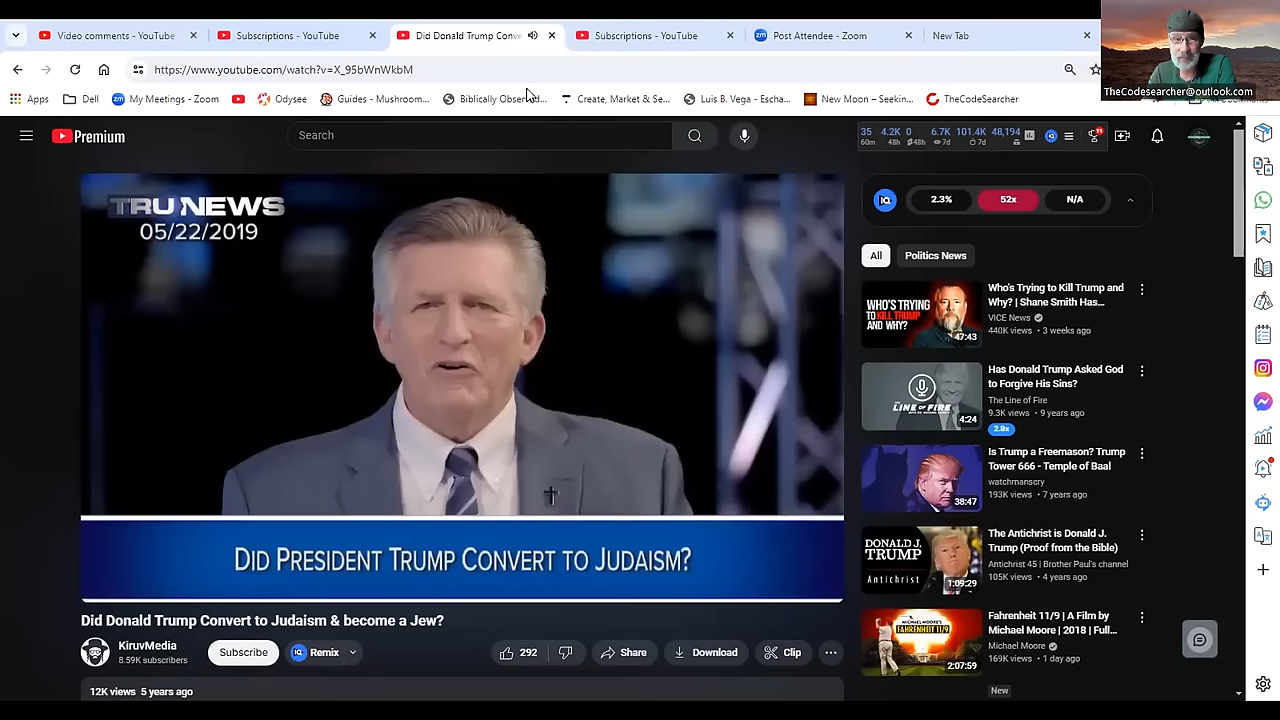 Video comments - YouTube
Subscriptions - YouTube
Did Donald Trump Conve
Subscriptions - YouTube
Post Attendee - Zoom
New Tab
https://www.youtube.com/watch?v=X_95bWnWkbM
TheCodesearcher@outlook.com
Apps
Dell
My Meetings - Zoom
Odysee
Guides - Mushroom...
Biblically Obser
Create, Market & Se...
Luis B. Vega - Escha...
New Moon – Seekin...
TheCodeSearcher
Premium
Search
35 4.2K 0 6.7K 101.4K 48,194
60m 48h 48h 7d 7d
TRUNEWS
05/22/2019
DID PRESIDENT TRUMP CONVERT TO JUDAISM?
Did Donald Trump Convert to Judaism & become a Jew?
KiruvMedia
8.59K subscribers
Subscribe
Remix
292
Share
Download
Clip
12K views 5 years ago
2.3%
52x
N/A
All
Politics News
WHO'S TRYING
TO KILL TRUMP
AND WHY?
47:43
Who's Trying to Kill Trump and
Why? | Shane Smith Has...
VICE News
440K views • 3 weeks ago
LINE OF FIRE
4:24
Has Donald Trump Asked God
to Forgive His Sins?
The Line of Fire
9.3K views • 9 years ago
2.9x
38:47
Is Trump a Freemason? Trump
Tower 666 - Temple of Baal
watchmanscry
193K views • 7 years ago
DONALD J.
TRUMP
Antichrist
1:09:29
The Antichrist is Donald J.
Trump (Proof from the Bible)
Antichrist 45 | Brother Paul's channel
105K views • 4 years ago
FAHRENHEIT 11/9
2:07:59
Fahrenheit 11/9 | A Film by
Michael Moore | 2018 | Full...
Michael Moore
169K views • 1 day ago
New